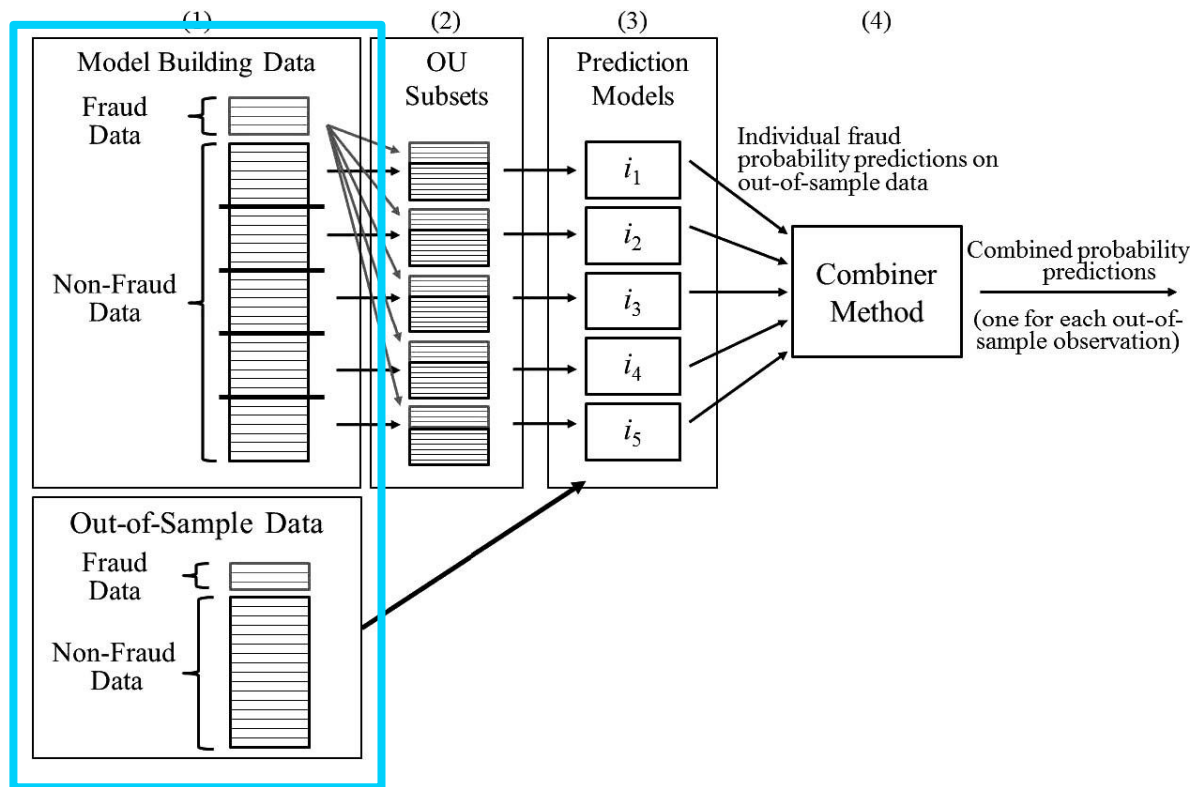 (1)
(2)
(3)
(4)
Model Building Data
Fraud
Data
Non-Fraud
Data
OU
Subsets
Prediction
Models
i1
i2
i3
i4
i5
Individual fraud
probability predictions on
out-of-sample data
Combiner
Method
Combined probability
predictions
(one for each out-of-
sample observation)
Out-of-Sample Data
Fraud
Data
Non-Fraud
Data